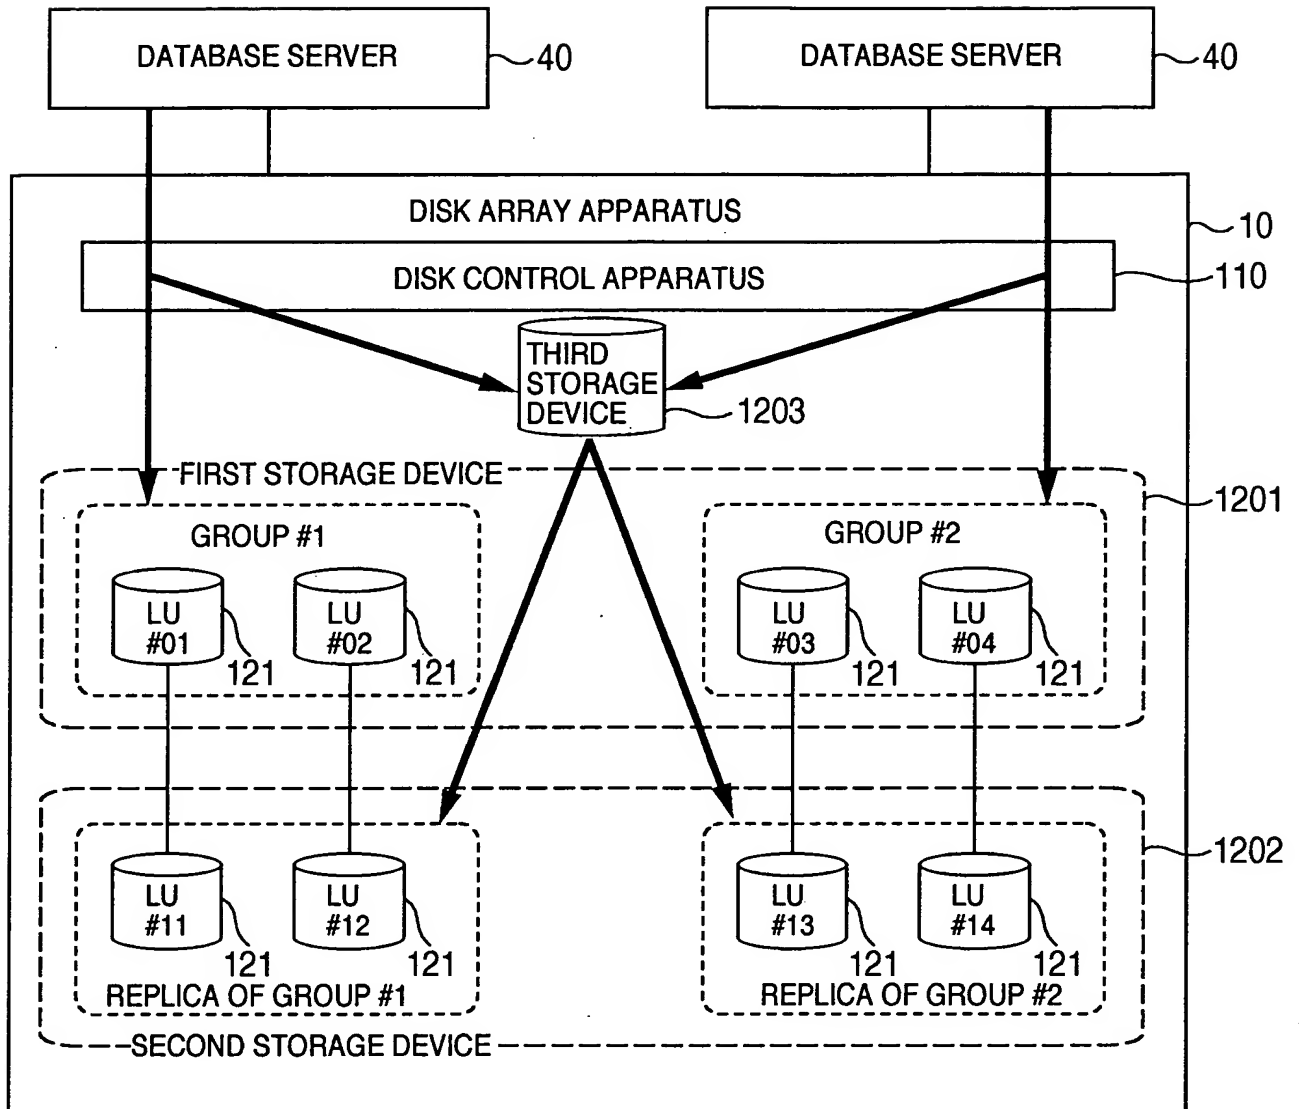 DATABASE SERVER
40
DATABASE SERVER
40
DISK ARRAY APPARATUS
10
DISK CONTROL APPARATUS
110
THIRD
STORAGE
DEVICE
1203
FIRST STORAGE DEVICE
1201
GROUP #1
GROUP #2
LU
#01
121
LU
#02
121
LU
#03
121
LU
#04
121
1202
LU
#11
121
LU
#12
121
LU
#13
121
LU
#14
121
REPLICA OF GROUP #1
REPLICA OF GROUP #2
SECOND STORAGE DEVICE